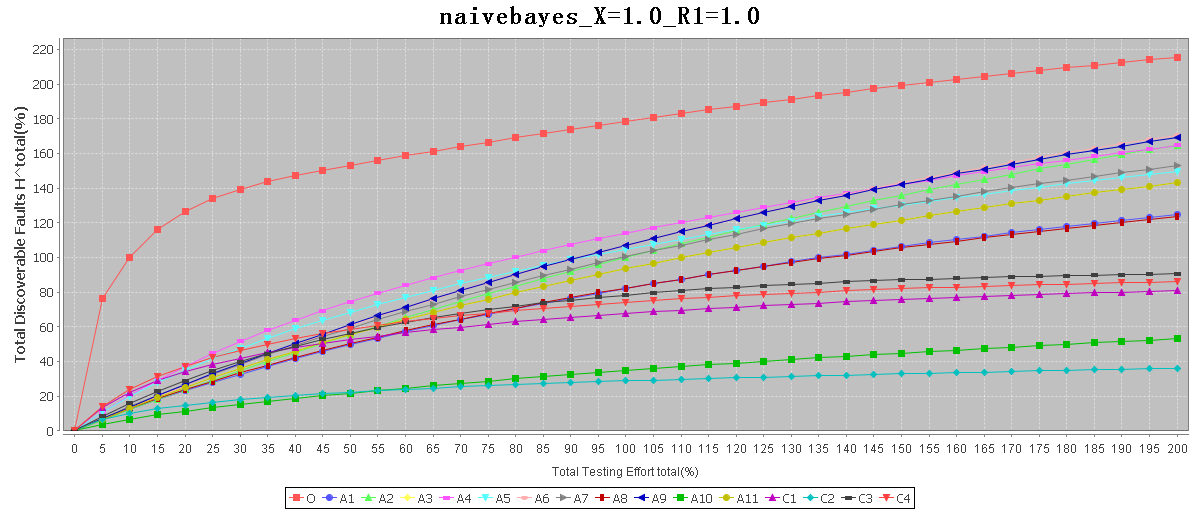 naivebayes_X=1.0_R1=1.0
Total Discoverable Faults H^total(%)
220
200
180
160
140
120
100
80
60
40
20
0
0 5 10 15 20 25 30 35 40 45 50 55 60 65 70 75 80 85 90 95 100 105 110 115 120 125 130 135 140 145 150 155 160 165 170 175 180 185 190 195 200
Total Testing Effort total(%)
O A1 A2 A3 A4 A5 A6 A7 A8 A9 A10 A11 C1 C2 C3 C4